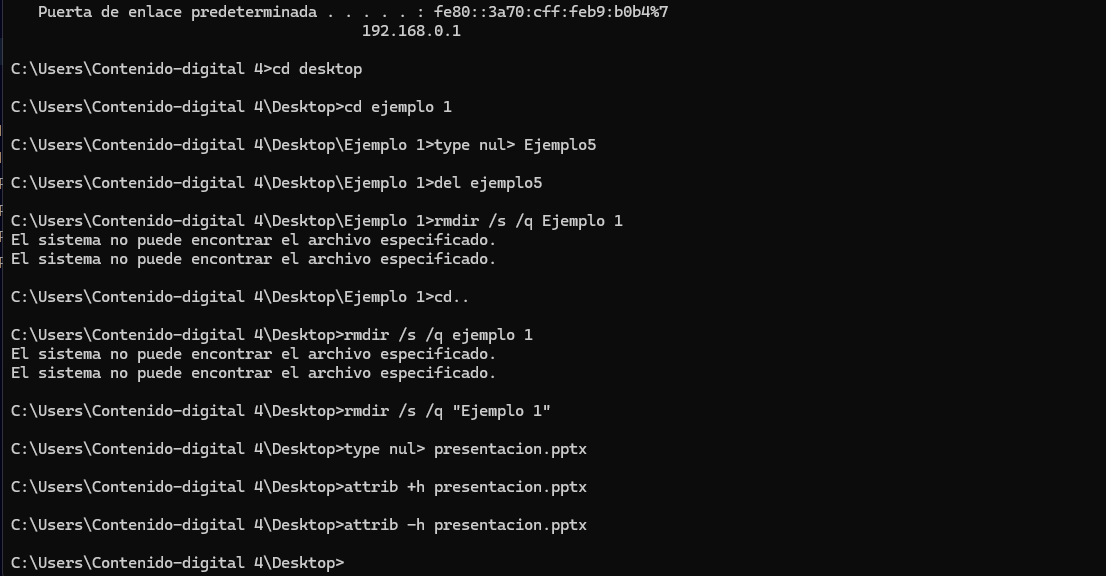 Puerta de enlace predeterminada . . . . . : fe80::3a70:cff:feb9:b0b4%7
192.168.0.1
C:\Users\Contenido-digital 4>cd desktop
C:\Users\Contenido-digital 4\Desktop>cd ejemplo 1
C:\Users\Contenido-digital 4\Desktop\Ejemplo 1>type nul> Ejemplo5
C:\Users\Contenido-digital 4\Desktop\Ejemplo 1>del ejemplo5
C:\Users\Contenido-digital 4\Desktop\Ejemplo 1>rmdir /s /q Ejemplo 1
El sistema no puede encontrar el archivo especificado.
El sistema no puede encontrar el archivo especificado.
C:\Users\Contenido-digital 4\Desktop\Ejemplo 1>cd..
C:\Users\Contenido-digital 4\Desktop>rmdir /s /q ejemplo 1
El sistema no puede encontrar el archivo especificado.
El sistema no puede encontrar el archivo especificado.
C:\Users\Contenido-digital 4\Desktop>rmdir /s /q "Ejemplo 1"
C:\Users\Contenido-digital 4\Desktop>type nul> presentacion.pptx
C:\Users\Contenido-digital 4\Desktop>attrib +h presentacion.pptx
C:\Users\Contenido-digital 4\Desktop>attrib -h presentacion.pptx
C:\Users\Contenido-digital 4\Desktop>